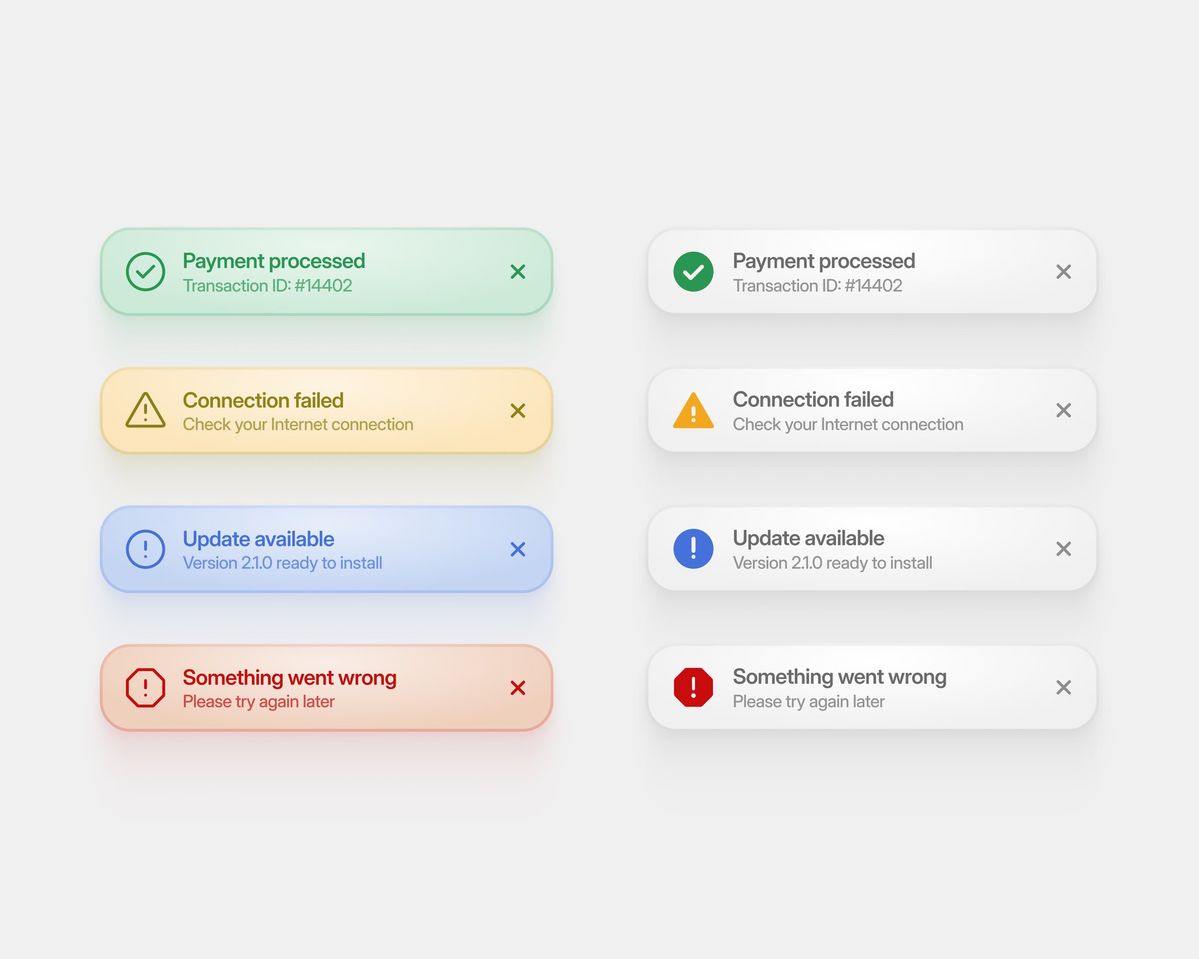 Payment processed
Transaction ID: #14402
Connection failed
Check your Internet connection
Update available
Version 2.1.0 ready to install
Something went wrong
Please try again later
Payment processed
Transaction ID: #14402
Connection failed
Check your Internet connection
Update available
Version 2.1.0 ready to install
Something went wrong
Please try again later